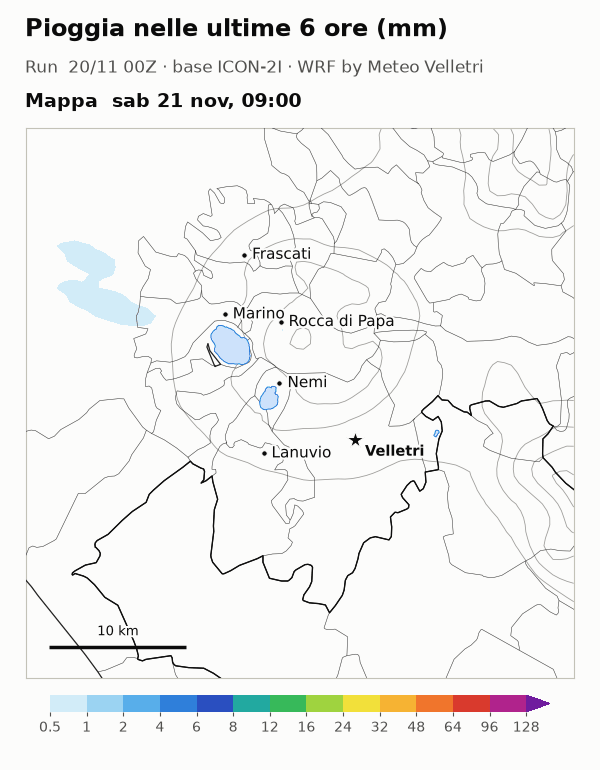 Pioggia nelle ultime 6 ore (mm)
Run  20/11 00Z · base ICON-2I · WRF by Meteo Velletri
Mappa  sab 21 nov, 09:00
Frascati
Marino
Rocca di Papa
Nemi
Velletri
Lanuvio
10 km
0.5 1 2 4 6 8 12 16 24 32 48 64 96 128